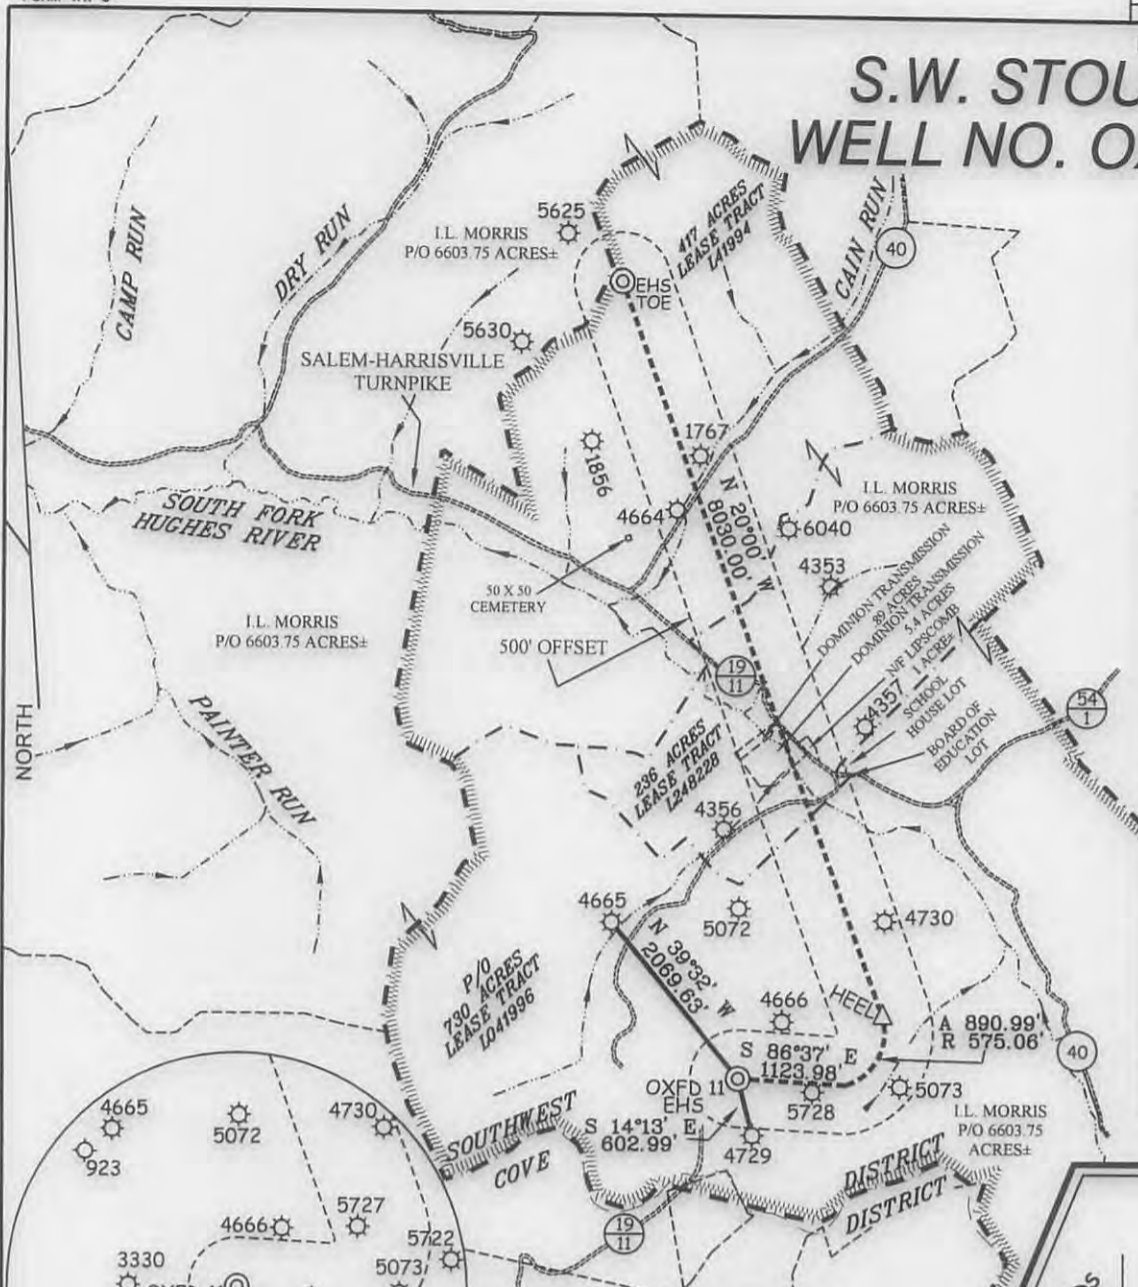 S.W. STOU
WELL NO. O
CAMP RUN
DRY RUN
5625
I.L. MORRIS
P/O 6603.75 ACRES±
417 ACRES
LEASE TRACT
L41994
CAIN RUN
40
EHS
TOE
5630
SALEM-HARRISVILLE
TURNPIKE
1856
1767
N 20°00' W
8030.00'
I.L. MORRIS
P/O 6603.75 ACRES±
SOUTH FORK
HUGHES RIVER
4664
6040
4353
50 X 50
CEMETERY
I.L. MORRIS
P/O 6603.75 ACRES±
500' OFFSET
DOMINION TRANSMISSION
89 ACRES
DOMINION TRANSMISSION
5.4 ACRES
N/F LIPSCOMB
1 ACRE±
SCHOOL
HOUSE LOT
BOARD OF
EDUCATION
LOT
19
11
4357
54
1
NORTH
PAINTER RUN
236 ACRES
LEASE TRACT
L248228
4356
4665
5072
4730
N 39°32' W
2069.63'
P/O
730 ACRES
LEASE TRACT
L041996
4666
HEEL
A 890.99'
R 575.06'
S 86°37' E
1123.98'
40
OXFD 11
EHS
5728
5073
S 14°13' E
602.99'
4729
I.L. MORRIS
P/O 6603.75
ACRES±
SOUTHWEST
COVE
DISTRICT
DISTRICT
19
11
4665
5072
4730
923
4666
5727
5722
3330
5073